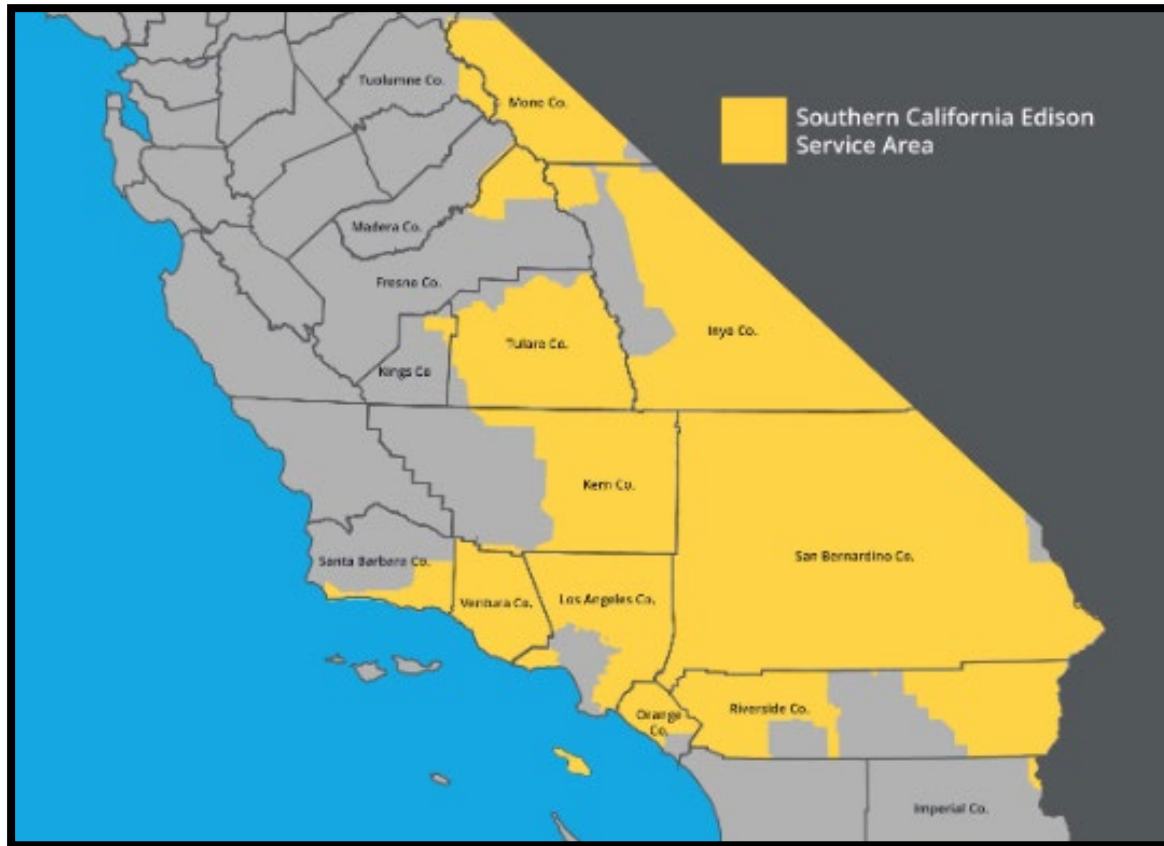 Tuolumne Co.
Mono Co.
Southern California Edison
Service Area
Madera Co.
Fresno Co.
Inyo Co.
Tulare Co.
Kings Co
Kern Co.
San Bernardino Co.
Santa Barbara Co.
Ventura Co.
Los Angeles Co.
Riverside Co.
Orange
Co.
Imperial Co.